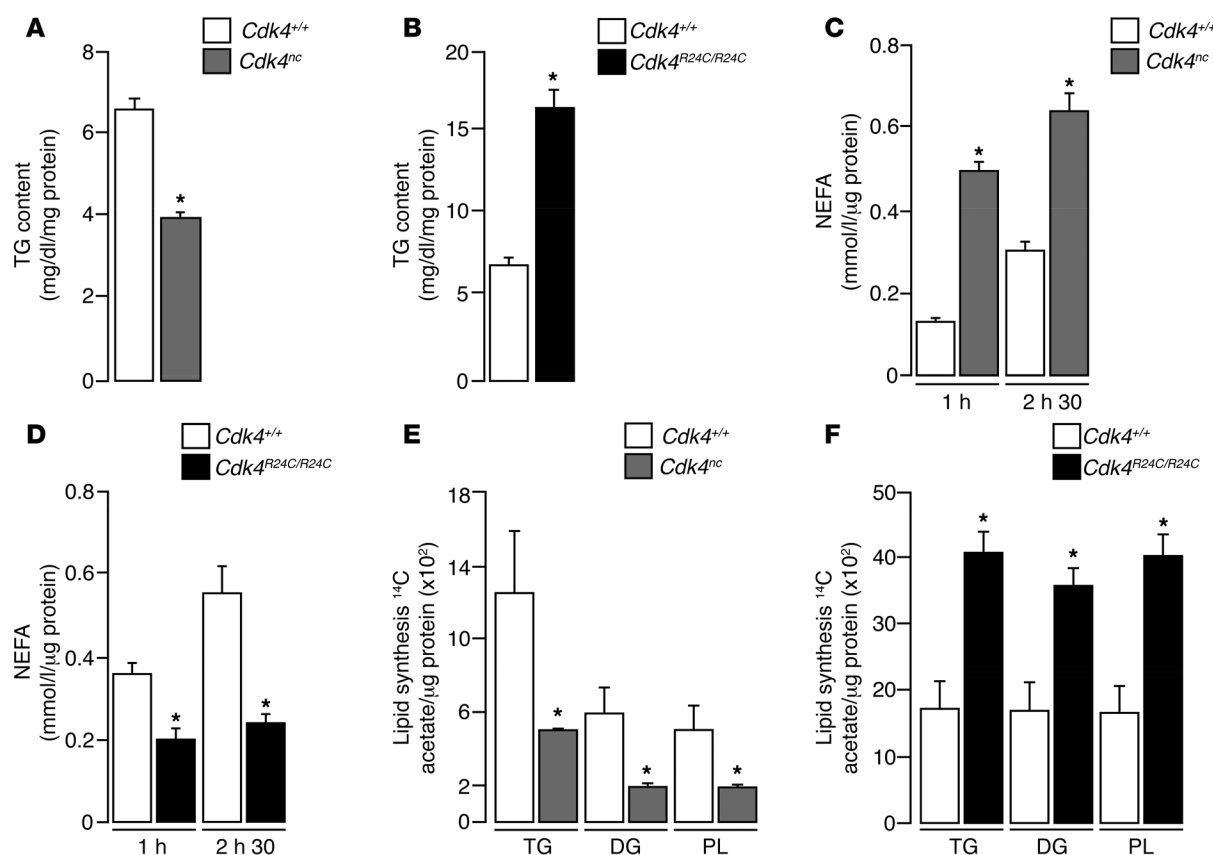 A
Cdk4+/+
Cdk4nc
TG content
(mg/dl/mg protein)
8
6
4
2
0
*
B
Cdk4+/+
Cdk4R24C/R24C
TG content
(mg/dl/mg protein)
20
15
17
5
0
*
C
Cdk4+/+
Cdk4nc
NEFA
(mmol/l/µg protein)
0.8
0.6
0.4
0.2
0
*
*
1 h
2 h 30
D
Cdk4+/+
Cdk4R24C/R24C
NEFA
(mmol/l/µg protein)
0.8
0.6
0.4
0.2
0
*
*
1 h
2 h 30
E
Cdk4+/+
Cdk4nc
Lipid synthesis 14C
acetate/µg protein (x10²)
18
14
10
6
2
0
*
*
*
TG
DG
PL
F
Cdk4+/+
Cdk4R24C/R24C
Lipid synthesis 14C
acetate/µg protein (x10²)
50
40
30
20
10
0
*
*
*
TG
DG
PL